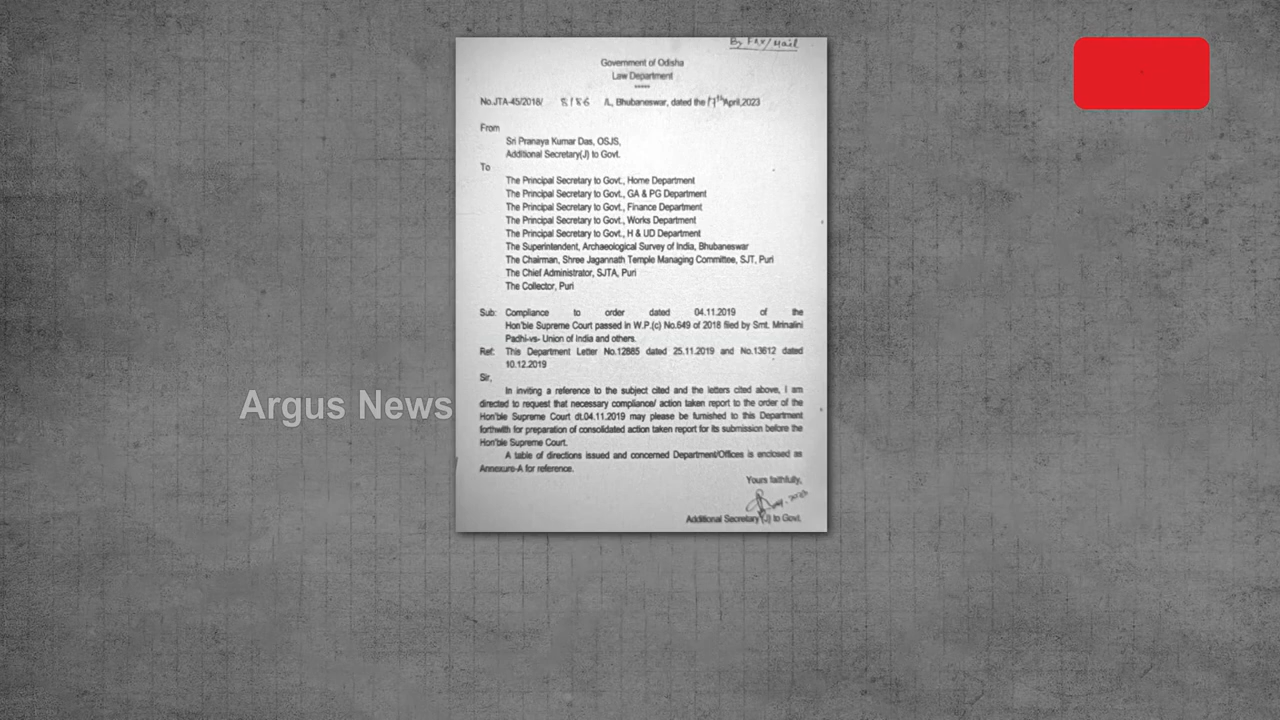 By Fax/Mail
Government of Odisha
Law Department
*****
No.JTA-45/2018/ /L, Bhubaneswar, dated the 17th April,2023
From
Sri Pranaya Kumar Das, OSJS,
Additional Secretary(J) to Govt.
To
The Principal Secretary to Govt., Home Department
The Principal Secretary to Govt., GA & PG Department
The Principal Secretary to Govt., Finance Department
The Principal Secretary to Govt., Works Department
The Principal Secretary to Govt., H & UD Department
The Superintendent, Archaeological Survey of India, Bhubaneswar
The Chairman, Shree Jagannath Temple Managing Committee, SJT, Puri
The Chief Administrator, SJTA, Puri
The Collector, Puri
Sub: Compliance to order dated 04.11.2019 of the
Hon'ble Supreme Court passed in W.P.(c) No.649 of 2018 filed by Smt. Mrinalini
Padhi-vs- Union of India and others.
Ref: This Department Letter No.12885 dated 25.11.2019 and No.13612 dated
10.12.2019
Sir,
In inviting a reference to the subject cited and the letters cited above, I am
directed to request that necessary compliance/ action taken report to the order of the
Hon'ble Supreme Court dt.04.11.2019 may please be furnished to this Department
forthwith for preparation of consolidated action taken report for its submission before the
Hon'ble Supreme Court.
A table of directions issued and concerned Department/Offices is enclosed as
Annexure-A for reference.
Yours faithfully,
Additional Secretary (J) to Govt.
Argus News